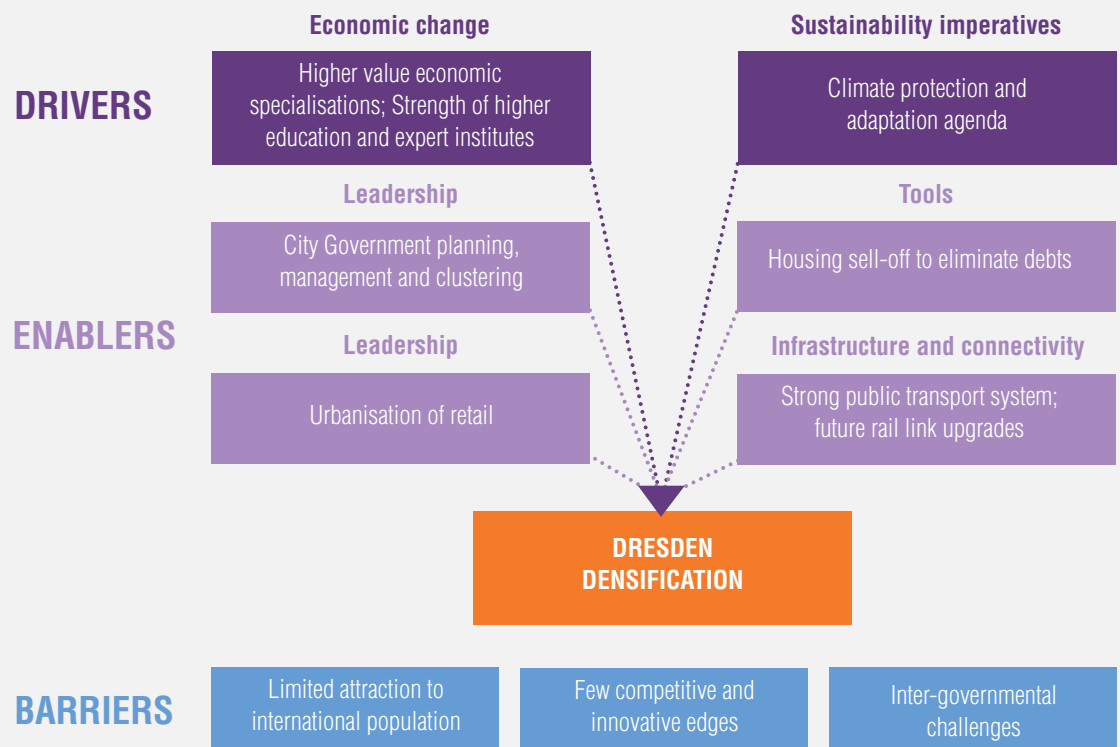 Economic change
Sustainability imperatives
DRIVERS
Higher value economic
specialisations; Strength of higher
education and expert institutes
Climate protection and
adaptation agenda
Leadership
Tools
ENABLERS
City Government planning,
management and clustering
Housing sell-off to eliminate debts
Leadership
Infrastructure and connectivity
Urbanisation of retail
Strong public transport system;
future rail link upgrades
DRESDEN
DENSIFICATION
BARRIERS
Limited attraction to
international population
Few competitive and
innovative edges
Inter-governmental
challenges